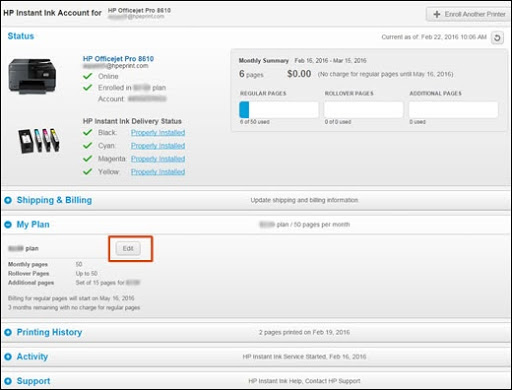 HP Instant Ink Account for HP Officejet Pro 8610
@hpeprint.com
+ Enroll Another Printer
Status
Current as of: Feb 22, 2016 10:06 AM
HP Officejet Pro 8610
@hpeprint.com
Online
Enrolled in plan
Account:
Monthly Summary Feb 16, 2016 - Mar 15, 2016
6 pages $0.00 (No charge for regular pages until May 16, 2016)
REGULAR PAGES ROLLOVER PAGES ADDITIONAL PAGES
6 of 50 used 0 of 0 used 0 used
HP Instant Ink Delivery Status
Black: Properly Installed
Cyan: Properly Installed
Magenta: Properly Installed
Yellow: Properly Installed
Shipping & Billing Update shipping and billing information.
My Plan plan / 50 pages per month
plan Edit
Monthly pages 50
Rollover Pages Up to 50
Additional pages Set of 15 pages for
Billing for regular pages will start on May 16, 2016
3 months remaining with no charge for regular pages
Printing History 2 pages printed on Feb 19, 2016
Activity HP Instant Ink Service Started, Feb 16, 2016
Support HP Instant Ink Help, Contact HP Support